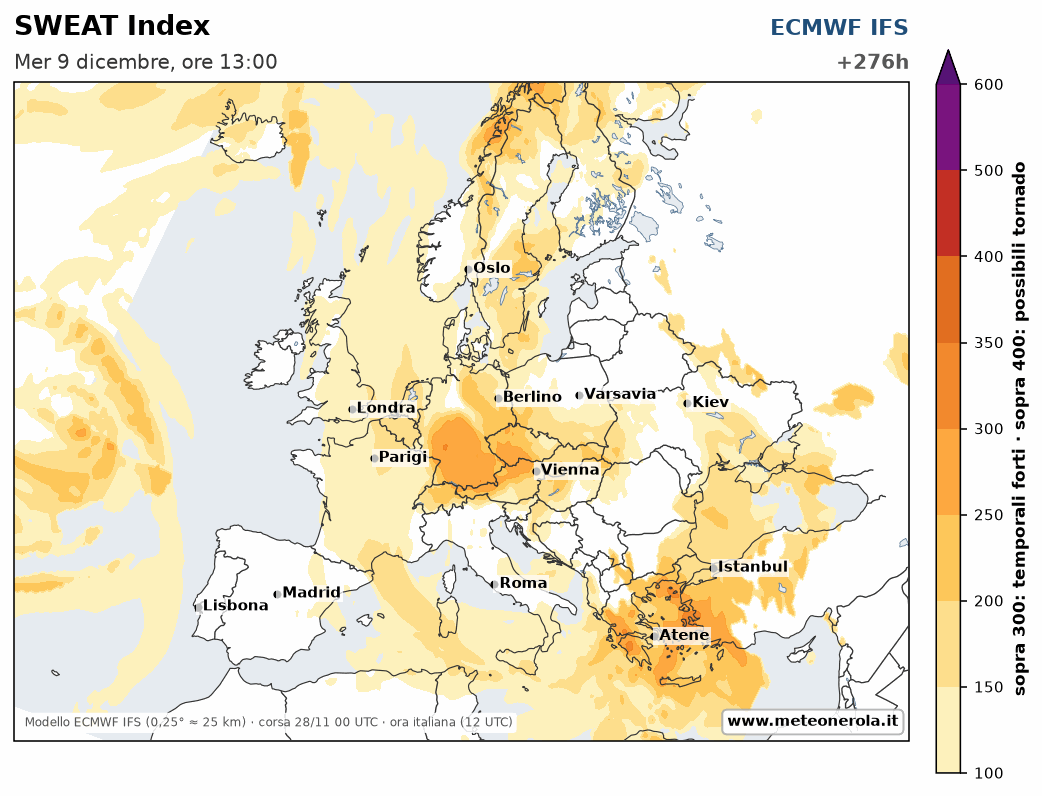 SWEAT Index
ECMWF IFS
Mer 9 dicembre, ore 13:00
+276h
Oslo
Londra
Berlino
Varsavia
Kiev
Parigi
Vienna
Istanbul
Roma
Madrid
Lisbona
Atene
Modello ECMWF IFS (0,25° ≈ 25 km) · corsa 28/11 00 UTC · ora italiana (12 UTC)
www.meteonerola.it
600
500
400
350
300
250
200
150
100
sopra 300: temporali forti · sopra 400: possibili tornado